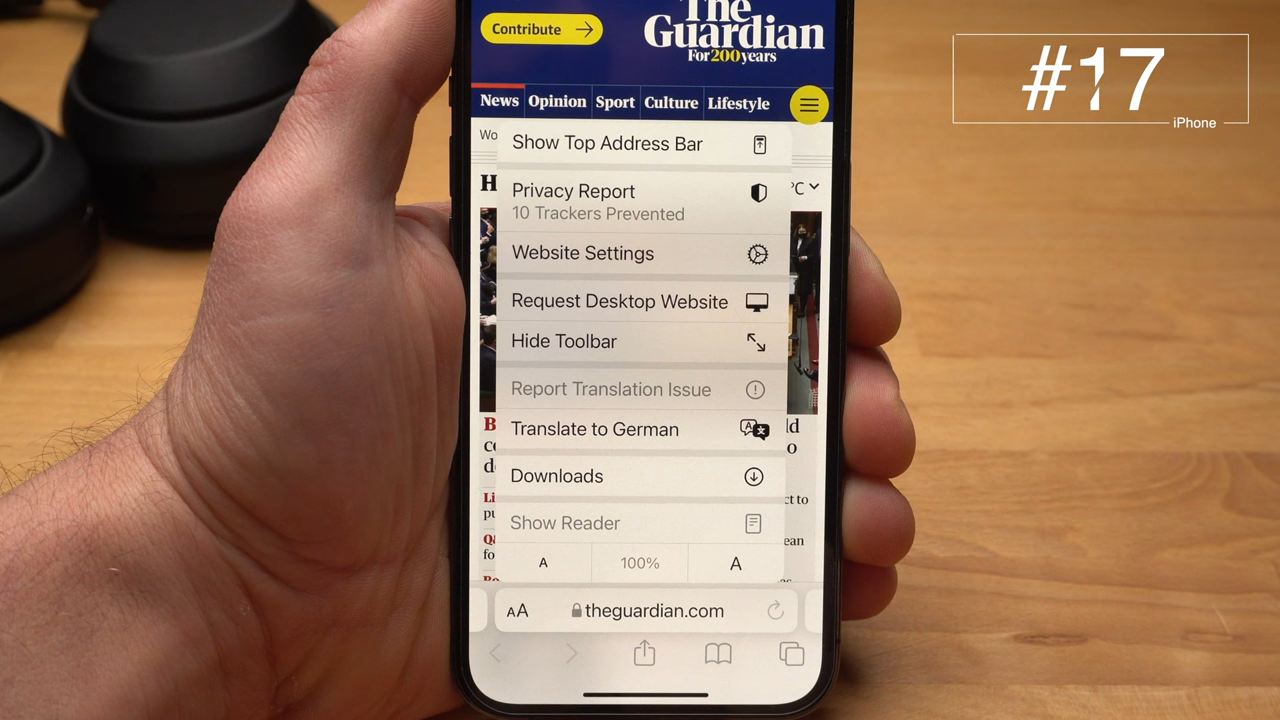 Contribute
The
Guardian
For 200 years
#17
iPhone
News Opinion Sport Culture Lifestyle
Show Top Address Bar
°C
Privacy Report
10 Trackers Prevented
Website Settings
Request Desktop Website
Hide Toolbar
Report Translation Issue
Translate to German
Downloads
Show Reader
A 100% A
AA theguardian.com